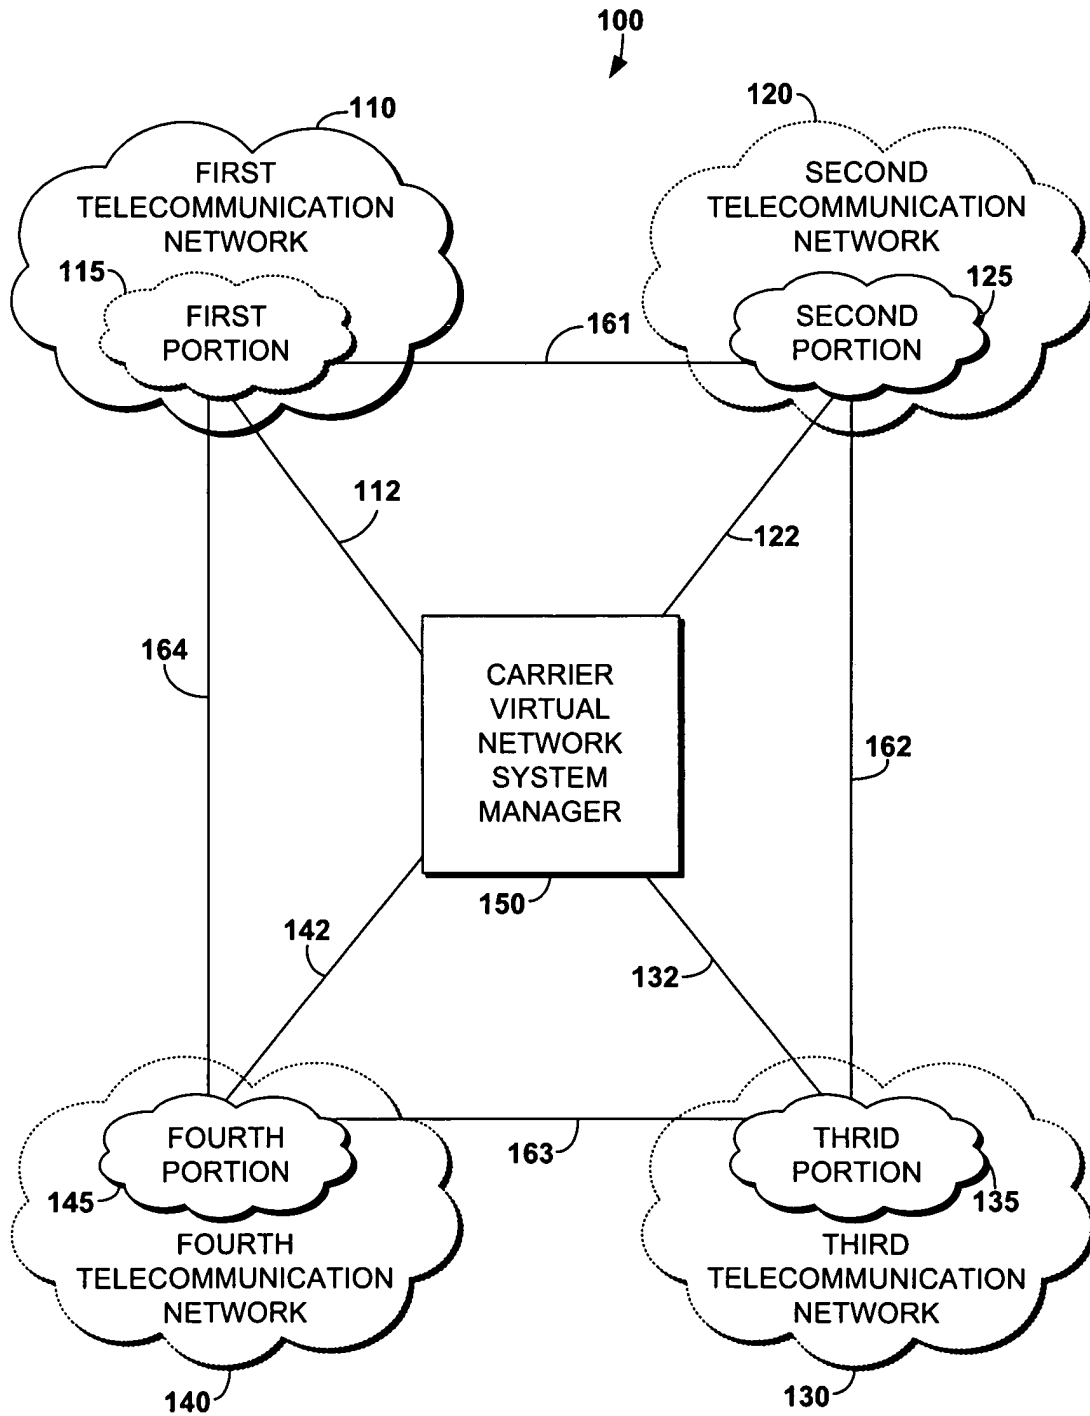 100
110
120
FIRST
TELECOMMUNICATION
NETWORK
SECOND
TELECOMMUNICATION
NETWORK
115
125
FIRST
PORTION
SECOND
PORTION
161
112
122
164
162
CARRIER
VIRTUAL
NETWORK
SYSTEM
MANAGER
150
142
132
FOURTH
PORTION
THRID
PORTION
163
145
135
FOURTH
TELECOMMUNICATION
NETWORK
THIRD
TELECOMMUNICATION
NETWORK
140
130